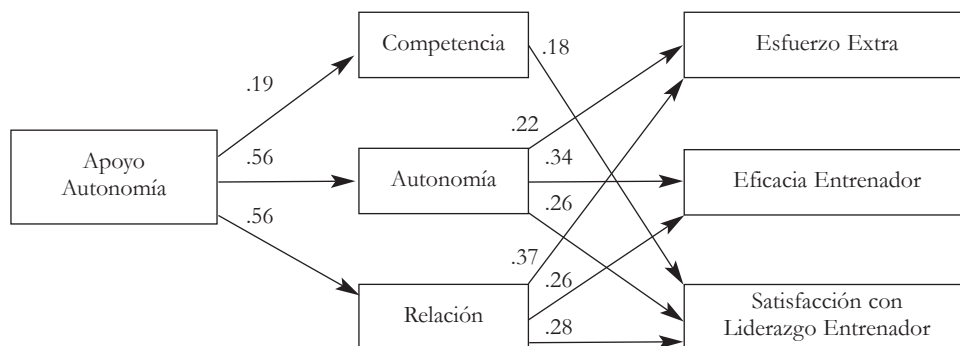 Competencia
Esfuerzo Extra
.18
.19
.22
Apoyo
Autonomía
.56
.34
Autonomía
Eficacia Entrenador
.56
.26
.37
.26
Relación
.28
Satisfacción con
Liderazgo Entrenador